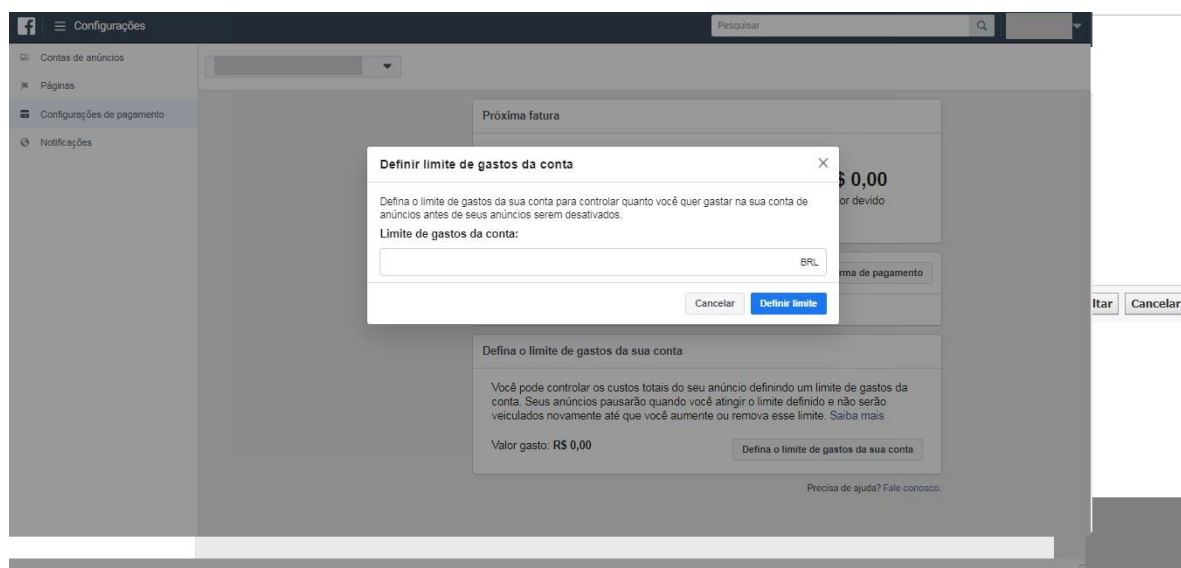 f
Configurações
Pesquisar
Contas de anúncios
Páginas
Configurações de pagamento
Notificações
Próxima fatura
$ 0,00
or devido
Definir limite de gastos da conta
Defina o limite de gastos da sua conta para controlar quanto você quer gastar na sua conta de
anúncios antes de seus anúncios serem desativados.
Limite de gastos da conta:
BRL
rma de pagamento
Cancelar
Definir limite
ltar
Cancelar
Defina o limite de gastos da sua conta
Você pode controlar os custos totais do seu anúncio definindo um limite de gastos da
conta. Seus anúncios pausarão quando você atingir o limite definido e não serão
veiculados novamente até que você aumente ou remova esse limite. Saiba mais
Valor gasto: R$ 0,00
Defina o limite de gastos da sua conta
Precisa de ajuda? Fale conosco.